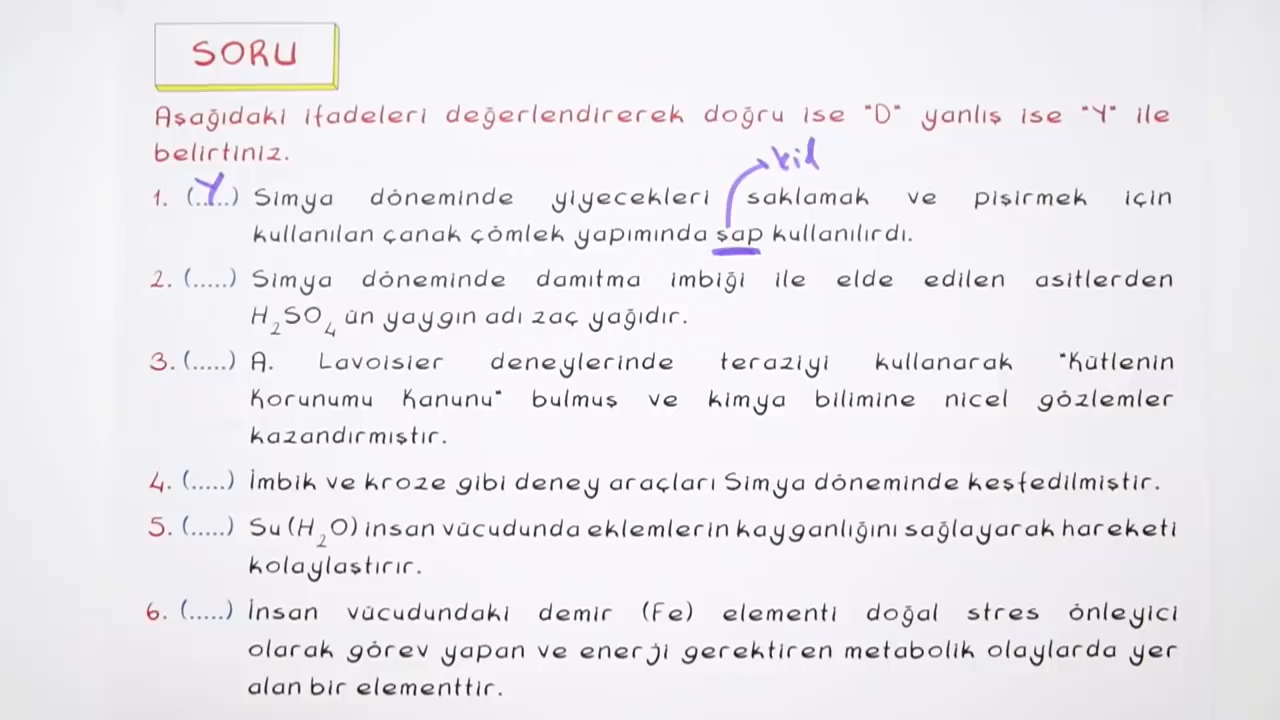 SORU
Aşağıdaki ifadeleri değerlendirerek doğru ise "D" yanlış ise "Y" ile
belirtiniz.
kil
1. (..Y..) Simya döneminde yiyecekleri saklamak ve pişirmek için
kullanılan çanak çömlek yapımında şap kullanılırdı.
2. (.....) Simya döneminde damıtma imbiği ile elde edilen asitlerden
H₂SO₄ ün yaygın adı zaç yağıdır.
3. (.....) A. Lavoisier deneylerinde teraziyi kullanarak "Kütlenin
Korunumu Kanunu" bulmuş ve kimya bilimine nicel gözlemler
kazandırmıştır.
4. (.....) İmbik ve kroze gibi deney araçları Simya döneminde keşfedilmiştir.
5. (.....) Su (H₂O) insan vücudunda eklemlerin kayganlığını sağlayarak hareketi
kolaylaştırır.
6. (.....) İnsan vücudundaki demir (Fe) elementi doğal stres önleyici
olarak görev yapan ve enerji gerektiren metabolik olaylarda yer
alan bir elementtir.